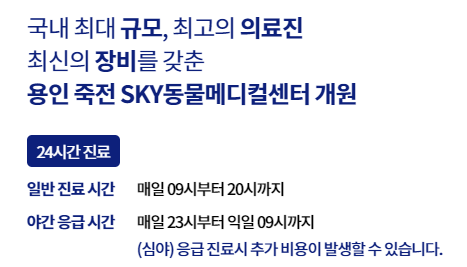 국내 최대 규모, 최고의 의료진
최신의 장비를 갖춘
용인 죽전 SKY동물메디컬센터 개원
24시간 진료
일반 진료 시간 매일 09시부터 20시까지
야간 응급 시간 매일 23시부터 익일 09시까지
(심야) 응급 진료시 추가 비용이 발생할 수 있습니다.